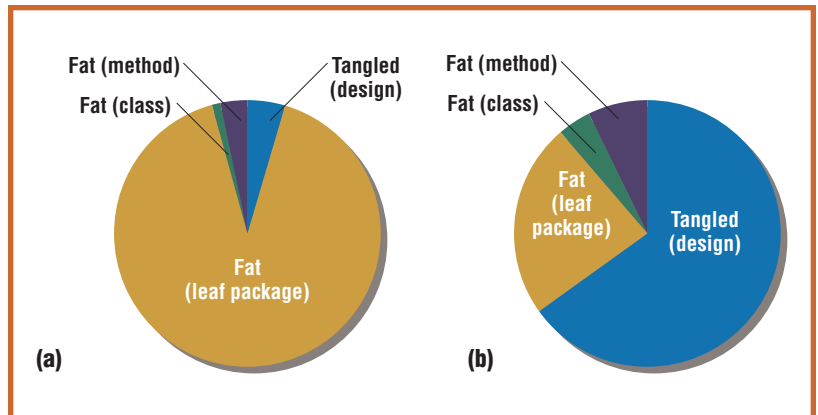 Fat (method)
Fat (class)
Tangled
(design)
Fat
(leaf package)
(a)
Fat (method)
Fat (class)
Fat
(leaf
package)
Tangled
(design)
(b)